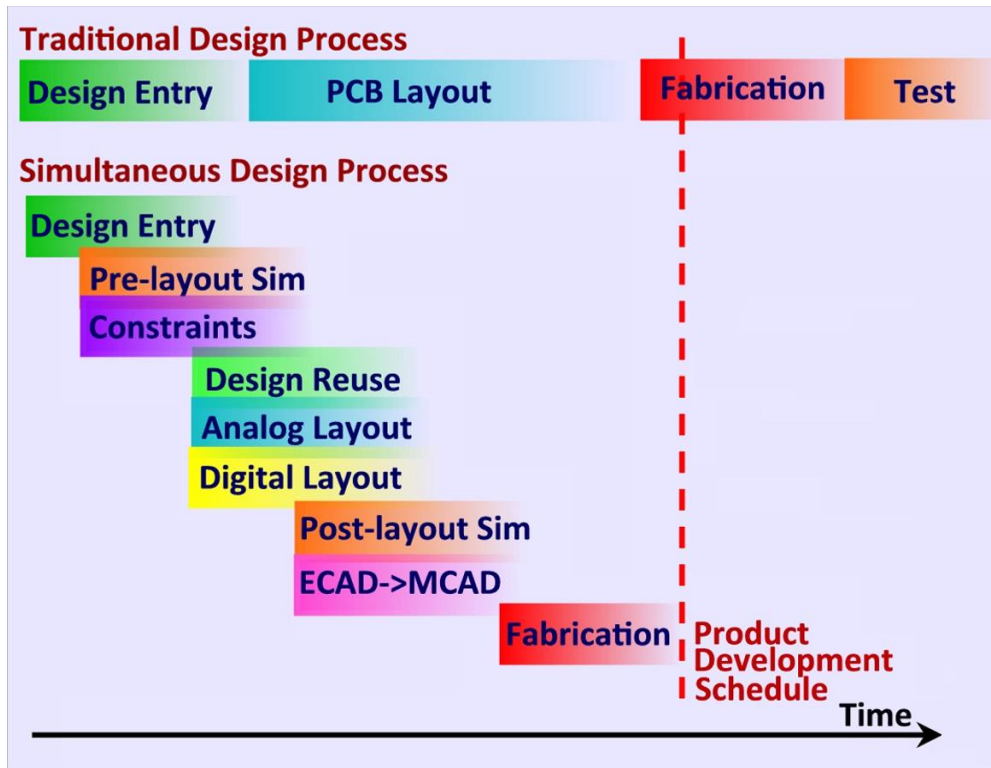 Traditional Design Process
Design Entry PCB Layout Fabrication Test
Simultaneous Design Process
Design Entry
Pre-layout Sim
Constraints
Design Reuse
Analog Layout
Digital Layout
Post-layout Sim
ECAD->MCAD
Fabrication
Product
Development
Schedule
Time